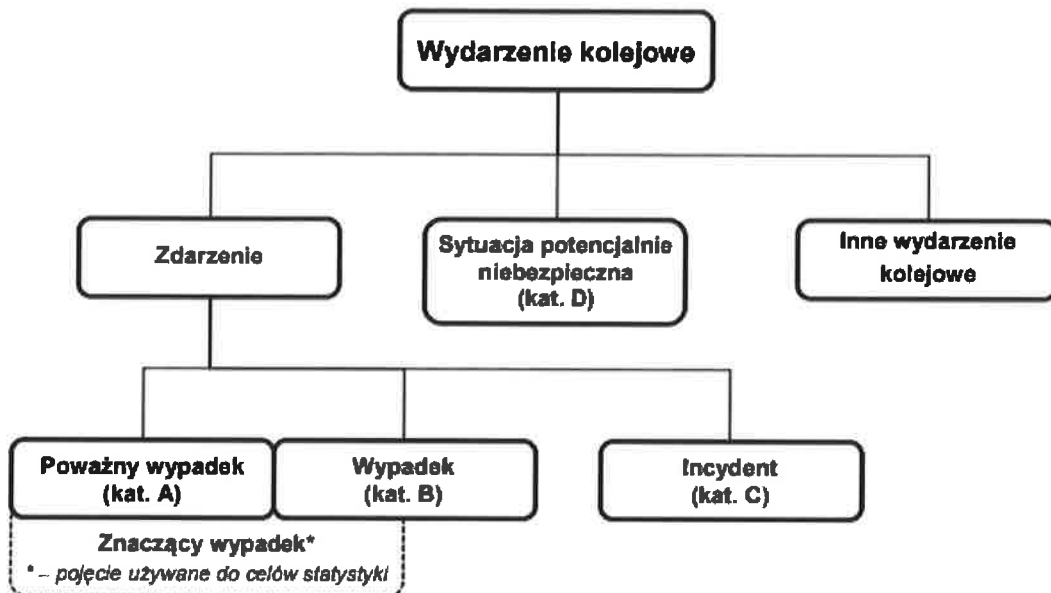 Wydarzenie kolejowe
Zdarzenie
Sytuacja potencjalnie
niebezpieczna
(kat. D)
Inne wydarzenie
kolejowe
Poważny wypadek
(kat. A)
Wypadek
(kat. B)
Incydent
(kat. C)
Znaczący wypadek*
* – pojęcie używane do celów statystyki